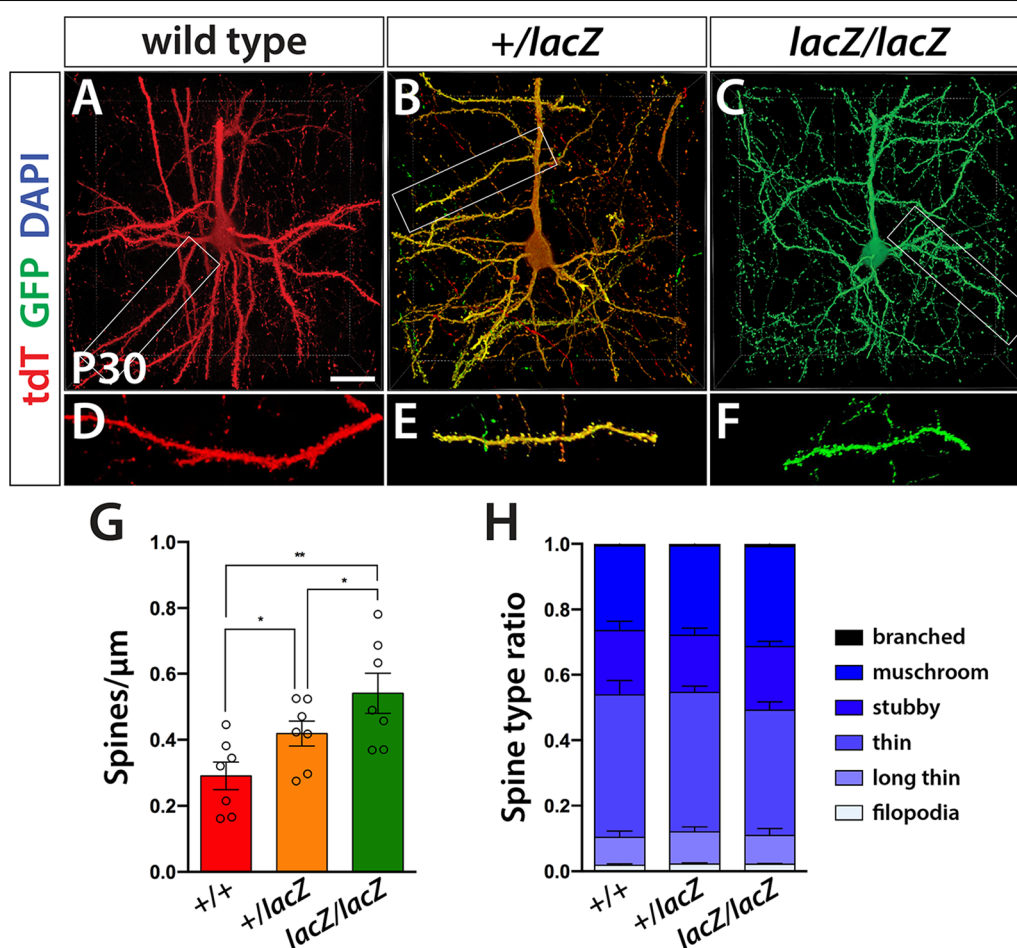 wild type
+/lacZ
lacZ/lacZ
tdT GFP DAPI
A
B
C
P30
D
E
F
G
H
Spines/µm
1.0
0.8
0.6
0.4
0.2
0.0
**
*
*
+/+
+/lacZ
lacZ/lacZ
Spine type ratio
1.0
0.8
0.6
0.4
0.2
0.0
+/+
+/lacZ
lacZ/lacZ
branched
muschroom
stubby
thin
long thin
filopodia